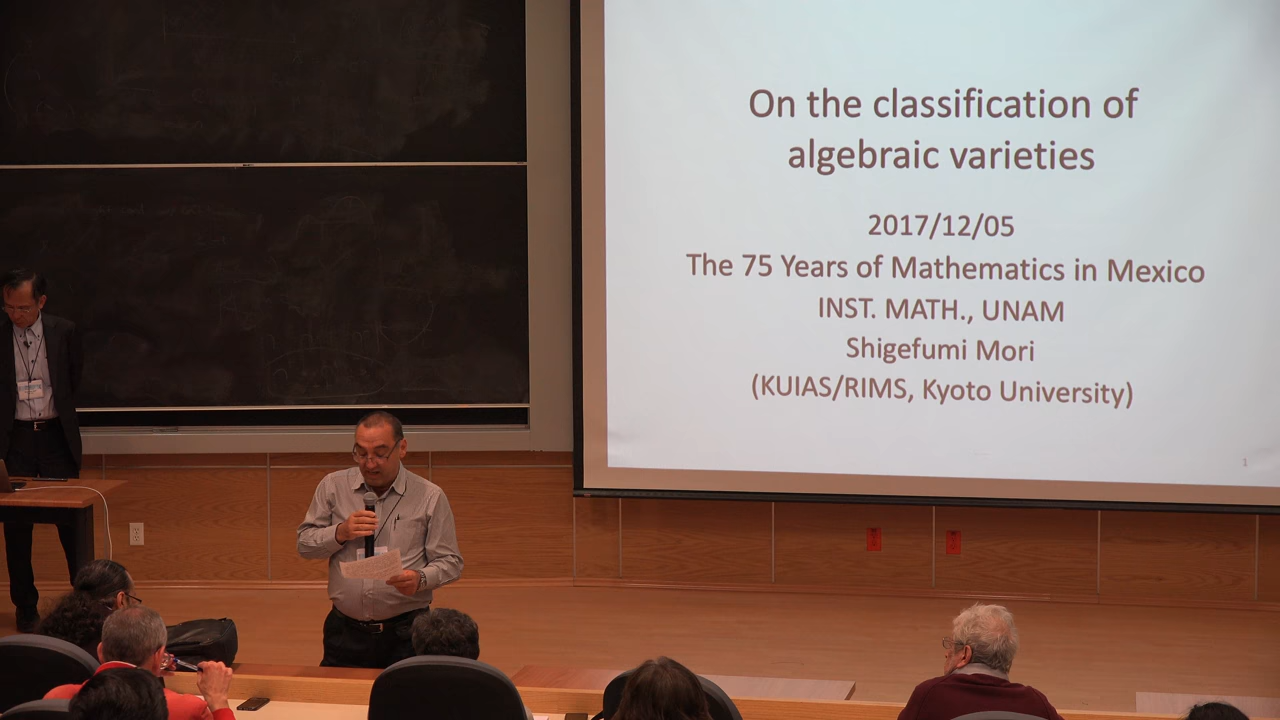 On the classification of
algebraic varieties
2017/12/05
The 75 Years of Mathematics in Mexico
INST. MATH., UNAM
Shigefumi Mori
(KUIAS/RIMS, Kyoto University)
1